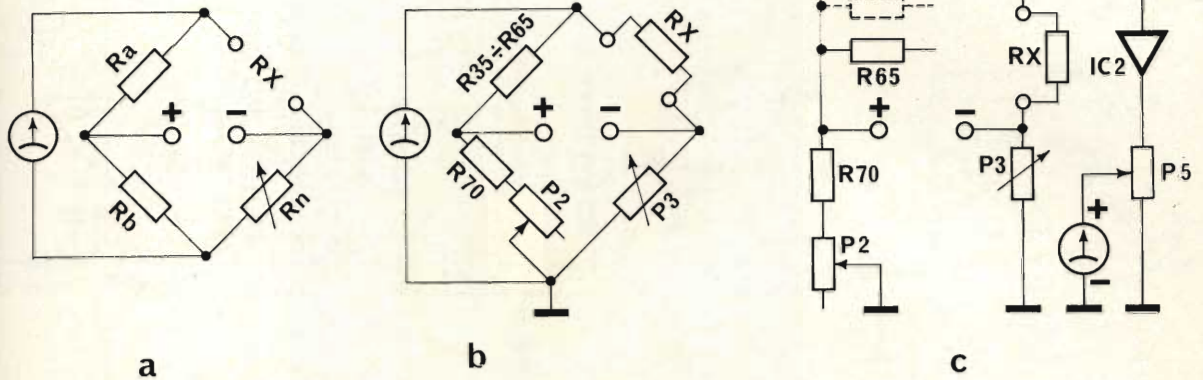 Ra
RX
+
−
Rb
Rn
a
R35÷R65
RX
+
−
R70
P2
P3
b
R65
+
−
R70
P2
RX
P3
IC2
P5
+
−
c